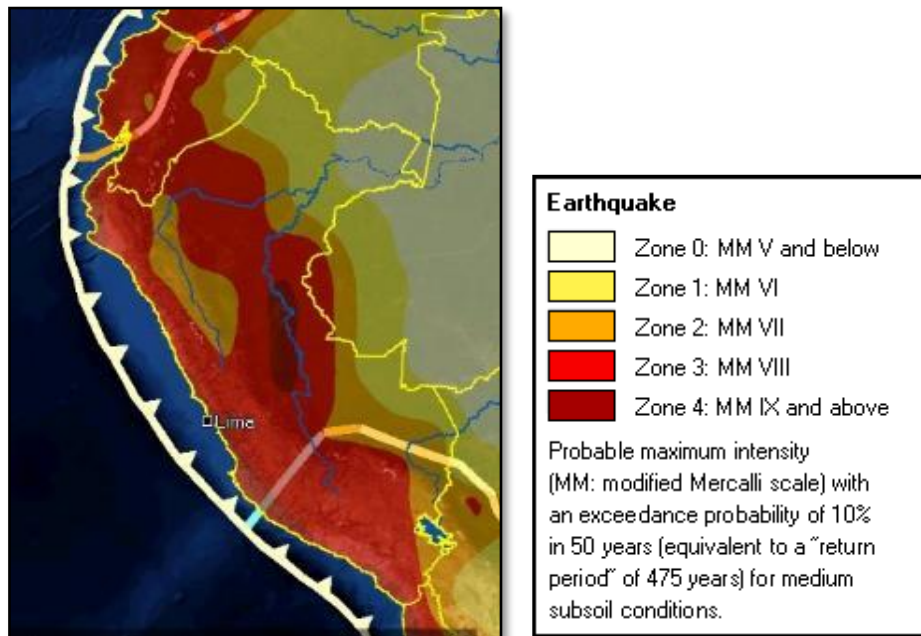 Lima
Earthquake
Zone 0: MM V and below
Zone 1: MM VI
Zone 2: MM VII
Zone 3: MM VIII
Zone 4: MM IX and above
Probable maximum intensity
(MM: modified Mercalli scale) with
an exceedance probability of 10%
in 50 years (equivalent to a "return
period" of 475 years) for medium
subsoil conditions.